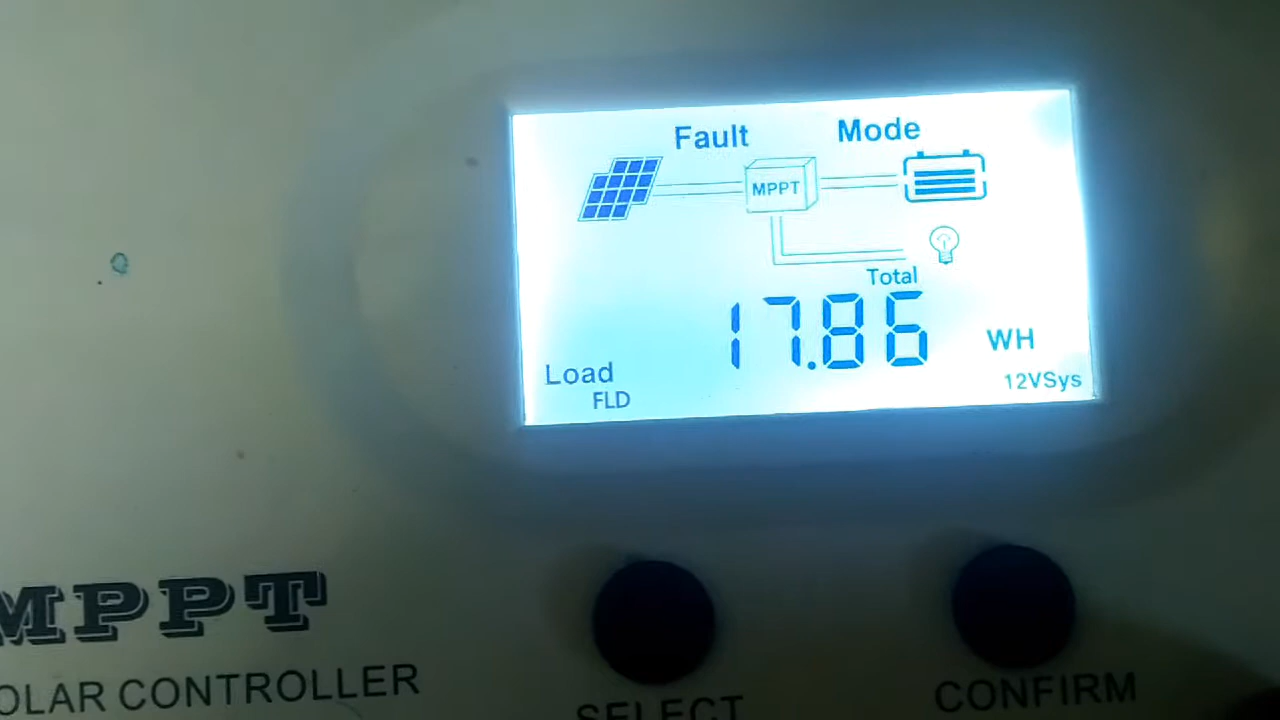 Fault Mode
MPPT
Total
17.86 WH
Load
FLD
12VSys
MPPT
OLAR CONTROLLER
SELECT
CONFIRM